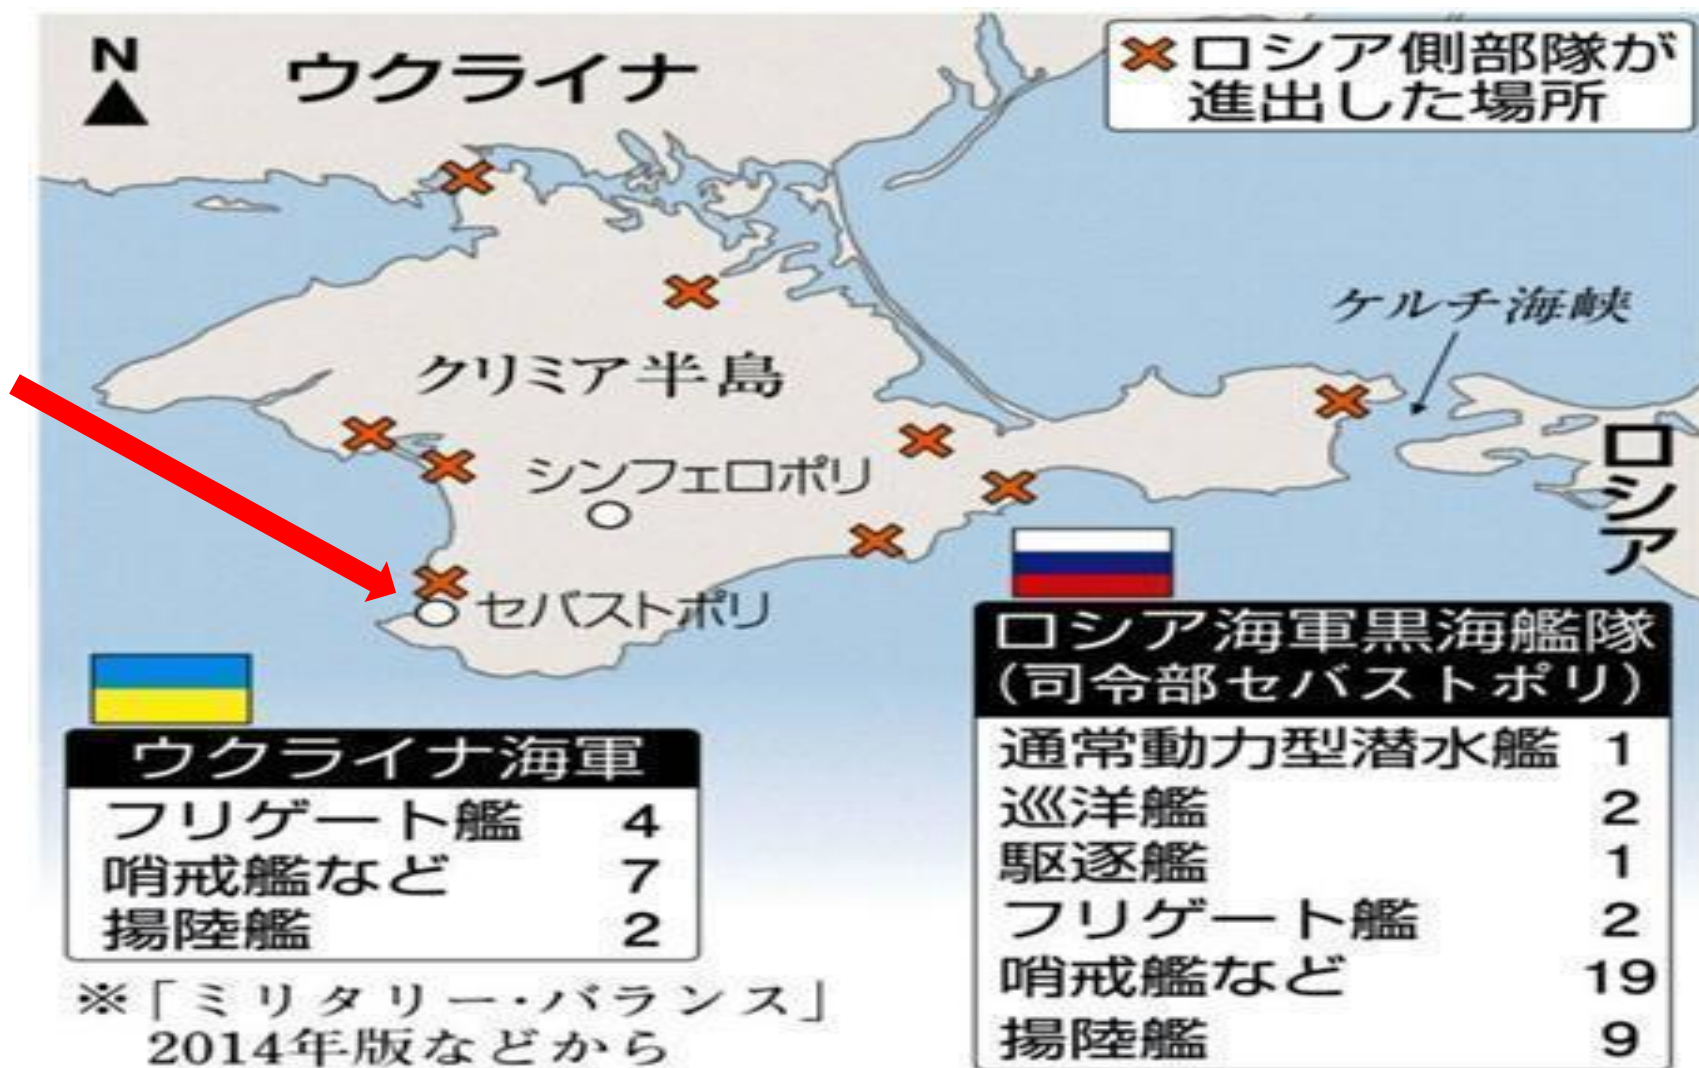 N
ウクライナ
ロシア側部隊が
進出した場所
ケルチ海峡
クリミア半島
ロシア
シンフェロポリ
セバストポリ
ウクライナ海軍
フリゲート艦 4
哨戒艦など 7
揚陸艦 2
※「ミリタリー・バランス」
2014年版などから
ロシア海軍黒海艦隊
(司令部セバストポリ)
通常動力型潜水艦 1
巡洋艦 2
駆逐艦 1
フリゲート艦 2
哨戒艦など 19
揚陸艦 9